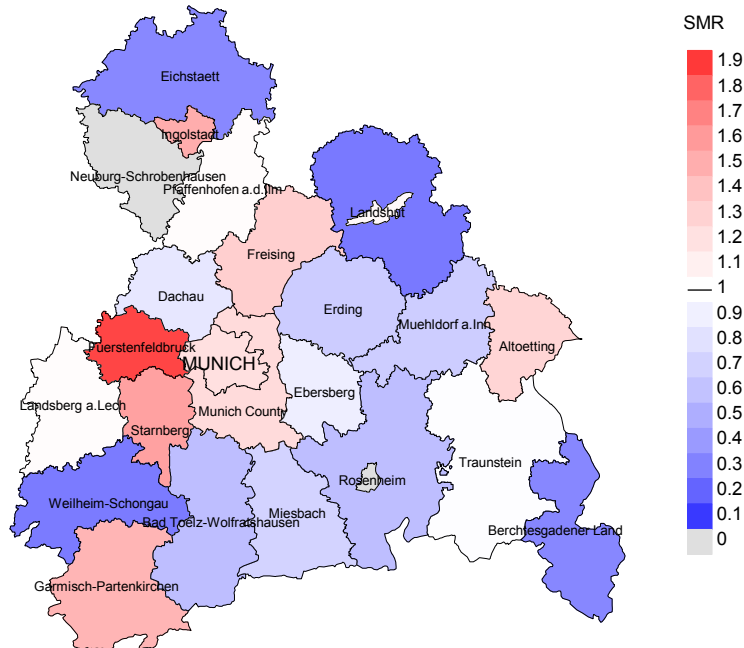 SMR
1.9
1.8
1.7
1.6
1.5
1.4
1.3
1.2
1.1
1
0.9
0.8
0.7
0.6
0.5
0.4
0.3
0.2
0.1
0
Eichstaett
Ingolstadt
Neuburg-Schrobenhausen
Pfaffenhofen a.d.Ilm
Landshut
Freising
Dachau
Erding
Muehldorf a.Inn
Fuerstenfeldbruck
Altoetting
MUNICH
Ebersberg
Landsberg a.Lech
Munich County
Starnberg
Traunstein
Rosenheim
Weilheim-Schongau
Miesbach
Bad Toelz-Wolfratshausen
Berchtesgadener Land
Garmisch-Partenkirchen